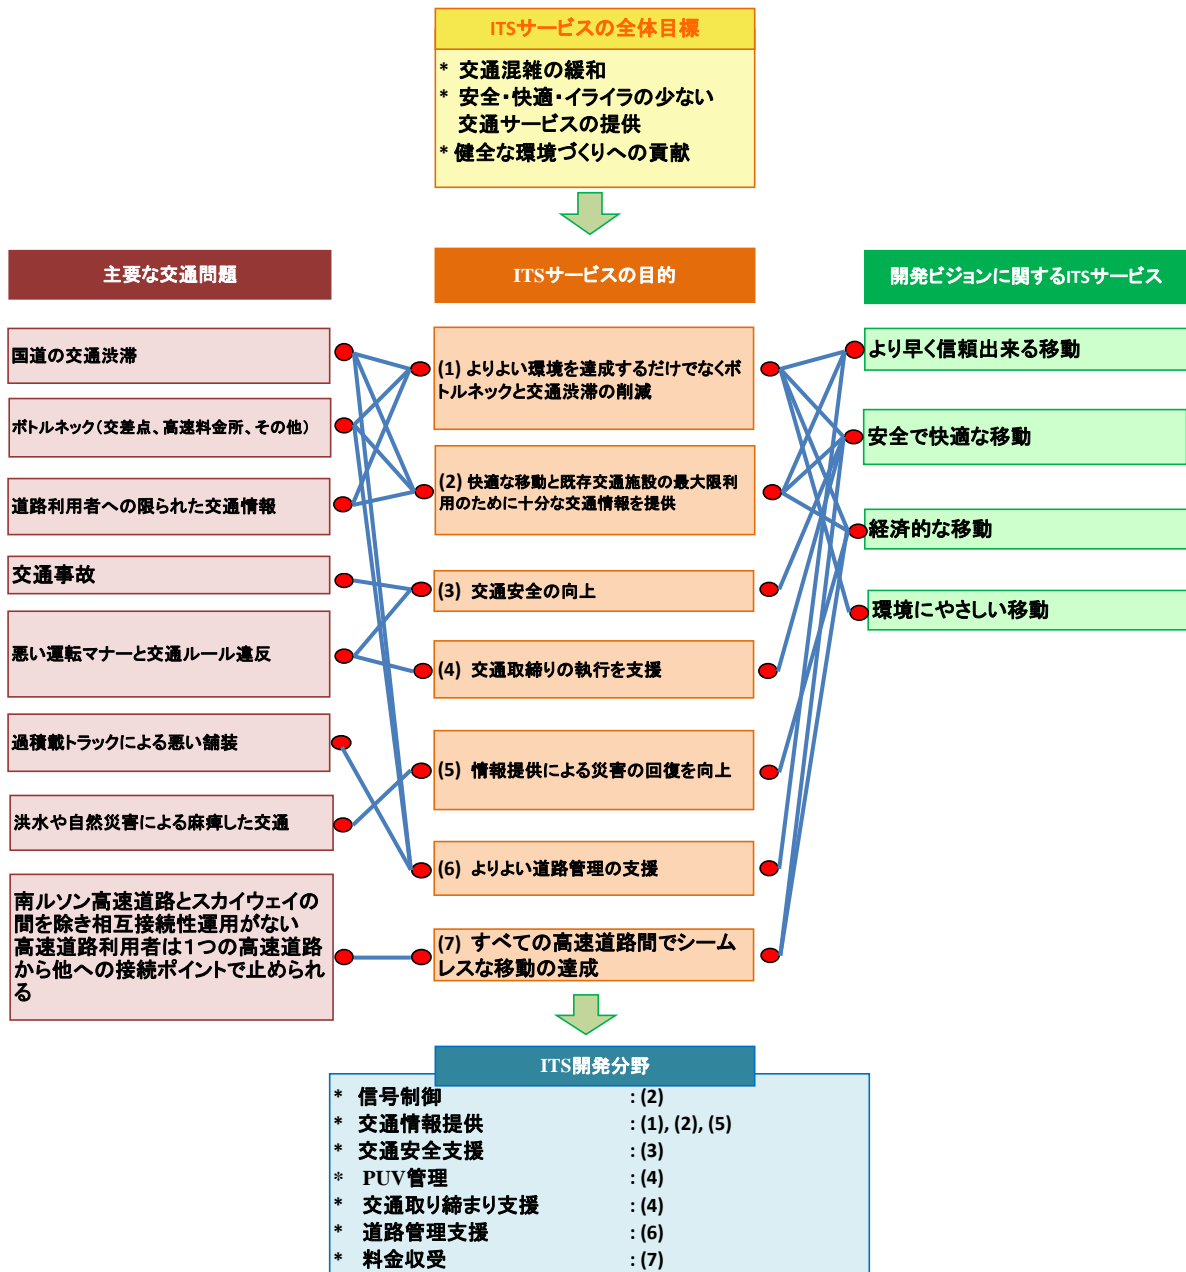 ITSサービスの全体目標
* 交通混雑の緩和
* 安全・快適・イライラの少ない
交通サービスの提供
* 健全な環境づくりへの貢献
主要な交通問題
国道の交通渋滞
ボトルネック(交差点、高速料金所、その他)
道路利用者への限られた交通情報
交通事故
悪い運転マナーと交通ルール違反
過積載トラックによる悪い舗装
洪水や自然災害による麻痺した交通
南ルソン高速道路とスカイウェイの
間を除き相互接続性運用がない
高速道路利用者は1つの高速道路
から他への接続ポイントで止められ
る
ITSサービスの目的
(1) よりよい環境を達成するだけでなくボ
トルネックと交通渋滞の削減
(2) 快適な移動と既存交通施設の最大限利
用のために十分な交通情報を提供
(3) 交通安全の向上
(4) 交通取締りの執行を支援
(5) 情報提供による災害の回復を向上
(6) よりよい道路管理の支援
(7) すべての高速道路間でシーム
レスな移動の達成
開発ビジョンに関するITSサービス
より早く信頼出来る移動
安全で快適な移動
経済的な移動
環境にやさしい移動
ITS開発分野
* 信号制御 : (2)
* 交通情報提供 : (1), (2), (5)
* 交通安全支援 : (3)
* PUV管理 : (4)
* 交通取り締まり支援 : (4)
* 道路管理支援 : (6)
* 料金収受 : (7)